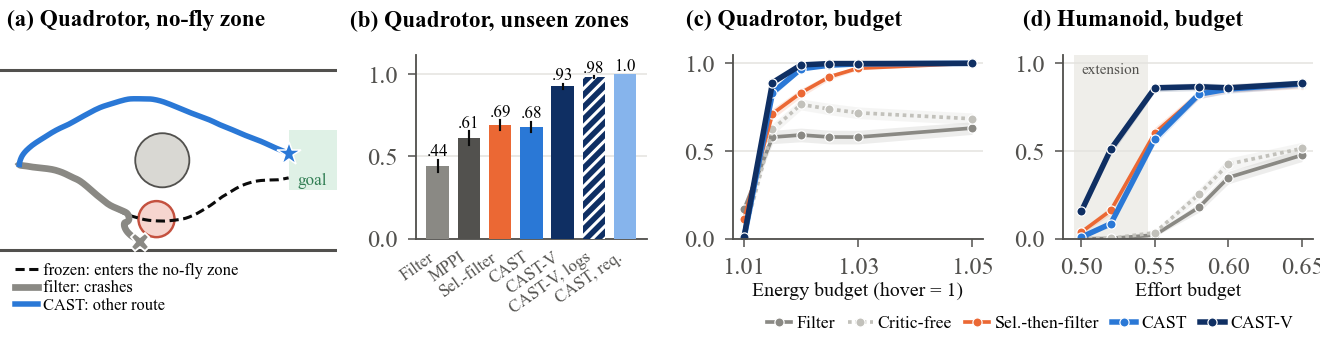 (a) Quadrotor, no-fly zone
goal
frozen: enters the no-fly zone
filter: crashes
CAST: other route
(b) Quadrotor, unseen zones
1.0
0.5
0.0
.44
.61
.69
.68
.93
.98
1.0
Filter
MPPI
Sel.-filter
CAST
CAST-V
CAST-V, logs
CAST, req.
(c) Quadrotor, budget
1.0
0.5
0.0
1.01
1.03
1.05
Energy budget (hover = 1)
(d) Humanoid, budget
extension
1.0
0.5
0.0
0.50
0.55
0.60
0.65
Effort budget
Filter
Critic-free
Sel.-then-filter
CAST
CAST-V